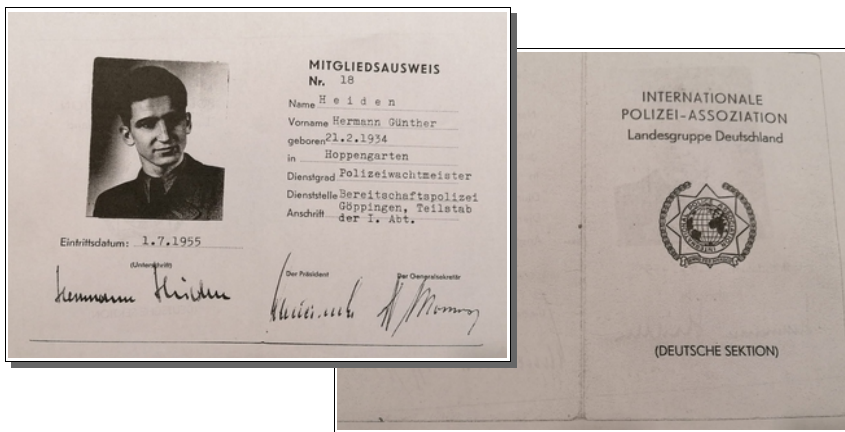 MITGLIEDSAUSWEIS
Nr. 18
Name Heiden
Vorname Hermann Günther
geboren 21.2.1934
in Hoppengarten
Dienstgrad Polizeiwachtmeister
Dienststelle Bereitschaftspolizei
Göppingen, Teilstab
Anschrift der I. Abt.
Eintrittsdatum: 1.7.1955
(Unterschrift)
Hermann Heiden
Der Präsident
Der Generalsekretär
INTERNATIONALE
POLIZEI-ASSOZIATION
Landesgruppe Deutschland
(DEUTSCHE SEKTION)